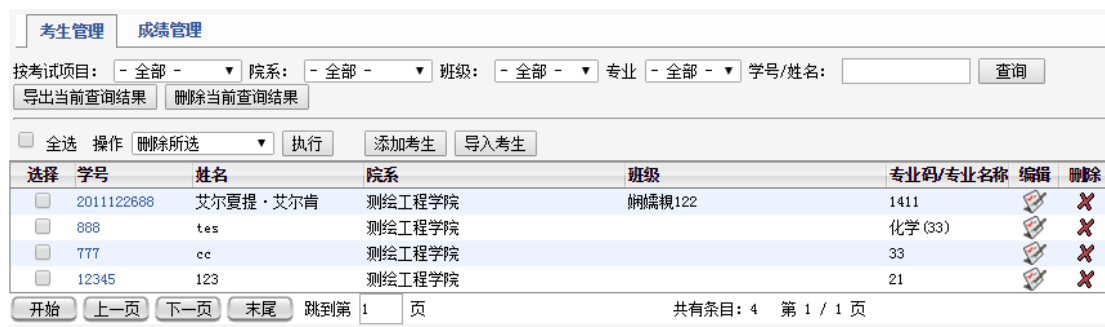 考生管理 成绩管理
按考试项目: - 全部 - 院系: - 全部 - 班级: - 全部 - 专业 - 全部 - 学号/姓名: 查询
导出当前查询结果 删除当前查询结果
全选 操作 删除所选 执行 添加考生 导入考生
选择 学号 姓名 院系 班级 专业码/专业名称 编辑 删除
2011122688 艾尔夏提·艾尔肯 测绘工程学院 122 1411
888 tes 测绘工程学院 化学(33)
777 cc 测绘工程学院 33
12345 123 测绘工程学院 21
开始 上一页 下一页 末尾 跳到第 1 页 共有条目: 4 第 1 / 1 页